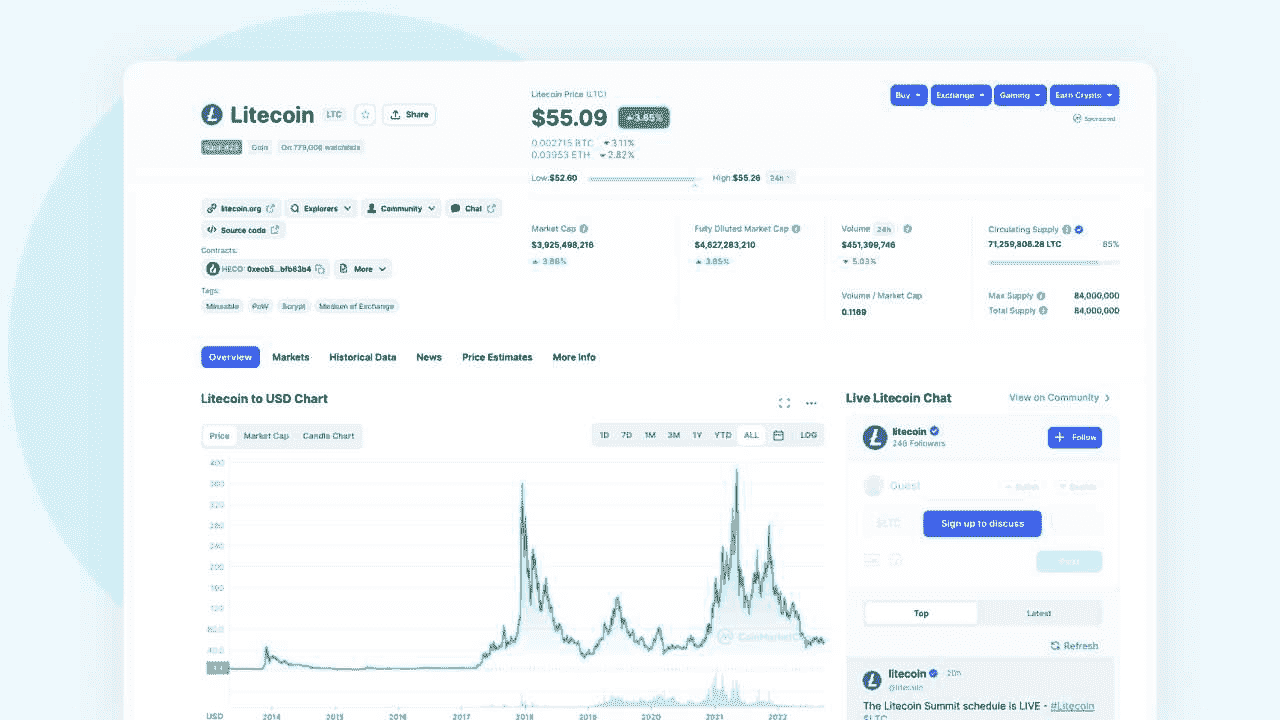 Litecoin LTC Share
Coin On 779,006 watchlists
litecoin.org Explorers Community Chat
Source code
Contracts:
HECO: 0xecb5...bfb63b4 More
Tags:
Mineable PoW Scrypt Medium of Exchange
Litecoin Price (LTC)
$55.09 3.85%
0.002715 BTC 3.11%
0.03953 ETH 2.82%
Low:$52.60 High:$55.26 24h
Buy Exchange Gaming Earn Crypto
Sponsored
Market Cap
$3,925,498,216
3.88%
Fully Diluted Market Cap
$4,627,283,210
3.85%
Volume 24h
$451,399,746
5.03%
Volume / Market Cap
0.1169
Circulating Supply
71,259,806.28 LTC 85%
Max Supply 84,000,000
Total Supply 84,000,000
Overview Markets Historical Data News Price Estimates More Info
Litecoin to USD Chart
Price Market Cap Candle Chart
1D 7D 1M 3M 1Y YTD ALL LOG
400
360
320
280
240
200
160
120
80.0
CoinMarketCap
USD 2014 2015 2016 2017 2018 2019 2020 2021 2022
Live Litecoin Chat View on Community
litecoin
246 Followers
Follow
Guest Bullish Bearish
$LTC
Sign up to discuss
Post
Top Latest
Refresh
litecoin 20h
@litecoin
The Litecoin Summit schedule is LIVE - #Litecoin
$LTC